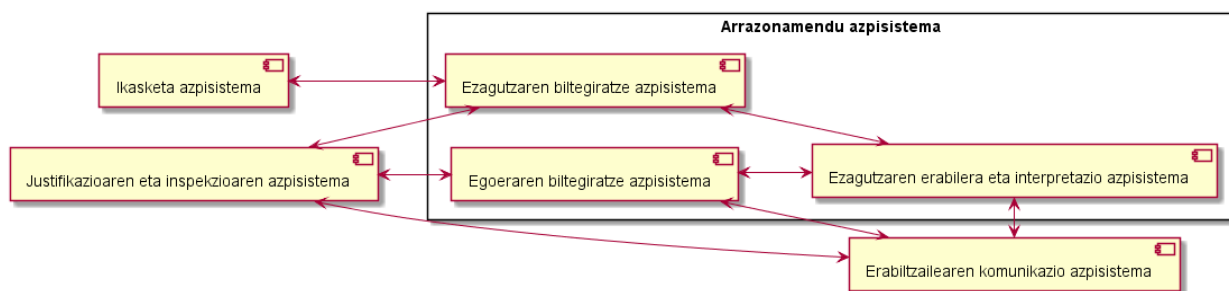 Arrazonamendu azpisistema
Ikasketa azpisistema
Ezagutzaren biltegiratze azpisistema
Justifikazioaren eta inspekzioaren azpisistema
Egoeraren biltegiratze azpisistema
Ezagutzaren erabilera eta interpretazio azpisistema
Erabiltzailearen komunikazio azpisistema